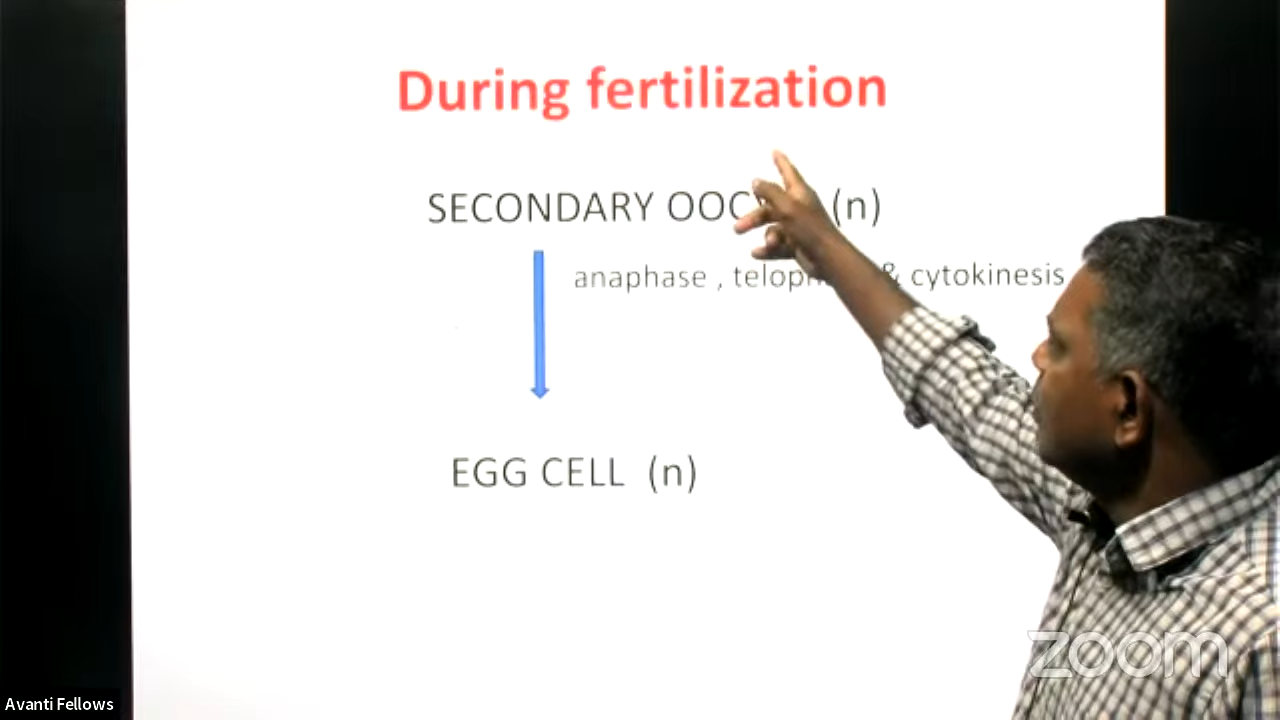 During fertilization
SECONDARY (n)
anaphase , & cytokinesis
EGG CELL (n)
zoom
Avanti Fellows